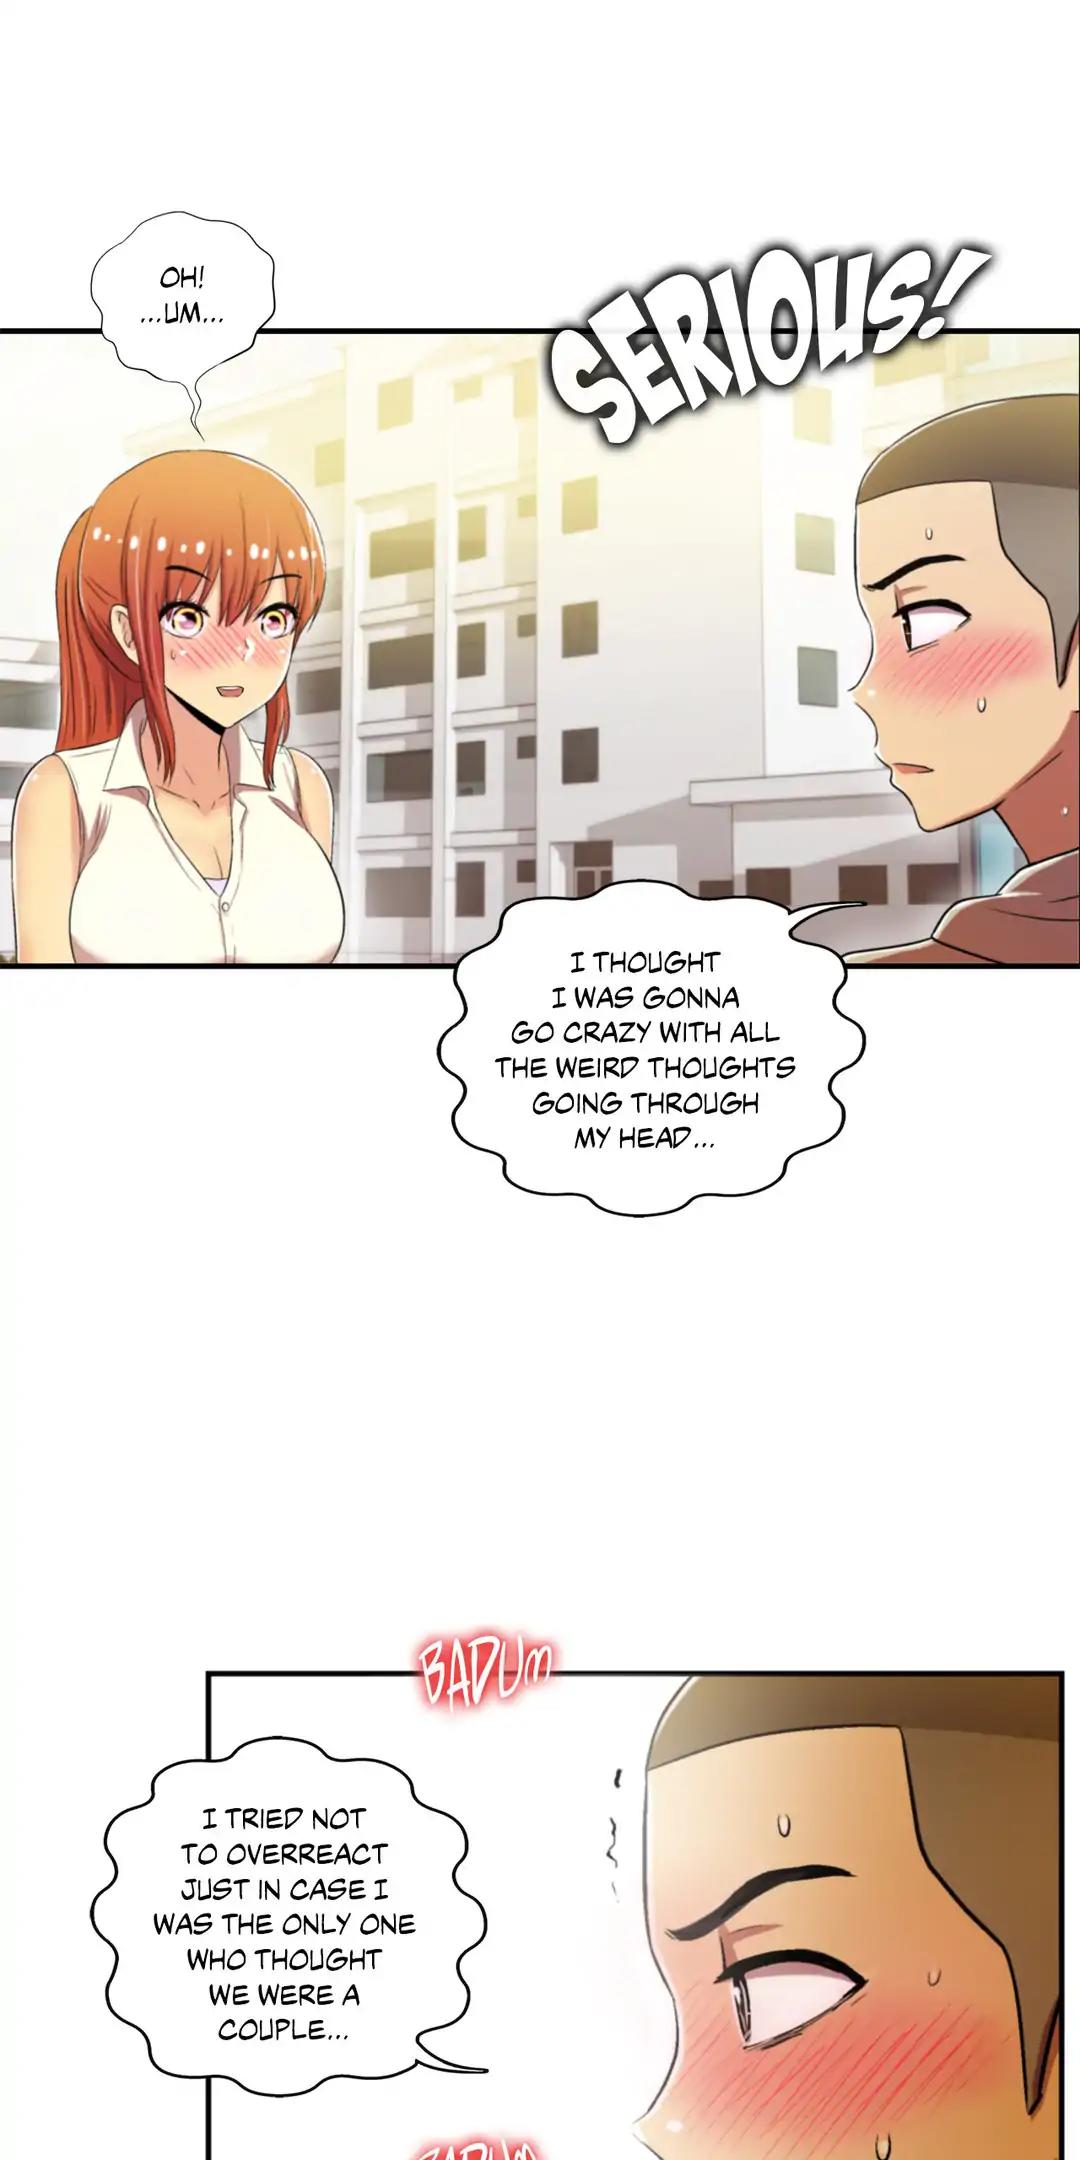 OH!
...UM...
SERIOUS!
I THOUGHT
I WAS GONNA
GO CRAZY WITH ALL
THE WEIRD THOUGHTS
GOING THROUGH
MY HEAD...
BADUM
I TRIED NOT
TO OVERREACT
JUST IN CASE I
WAS THE ONLY ONE
WHO THOUGHT
WE WERE A
COUPLE...
BADUM